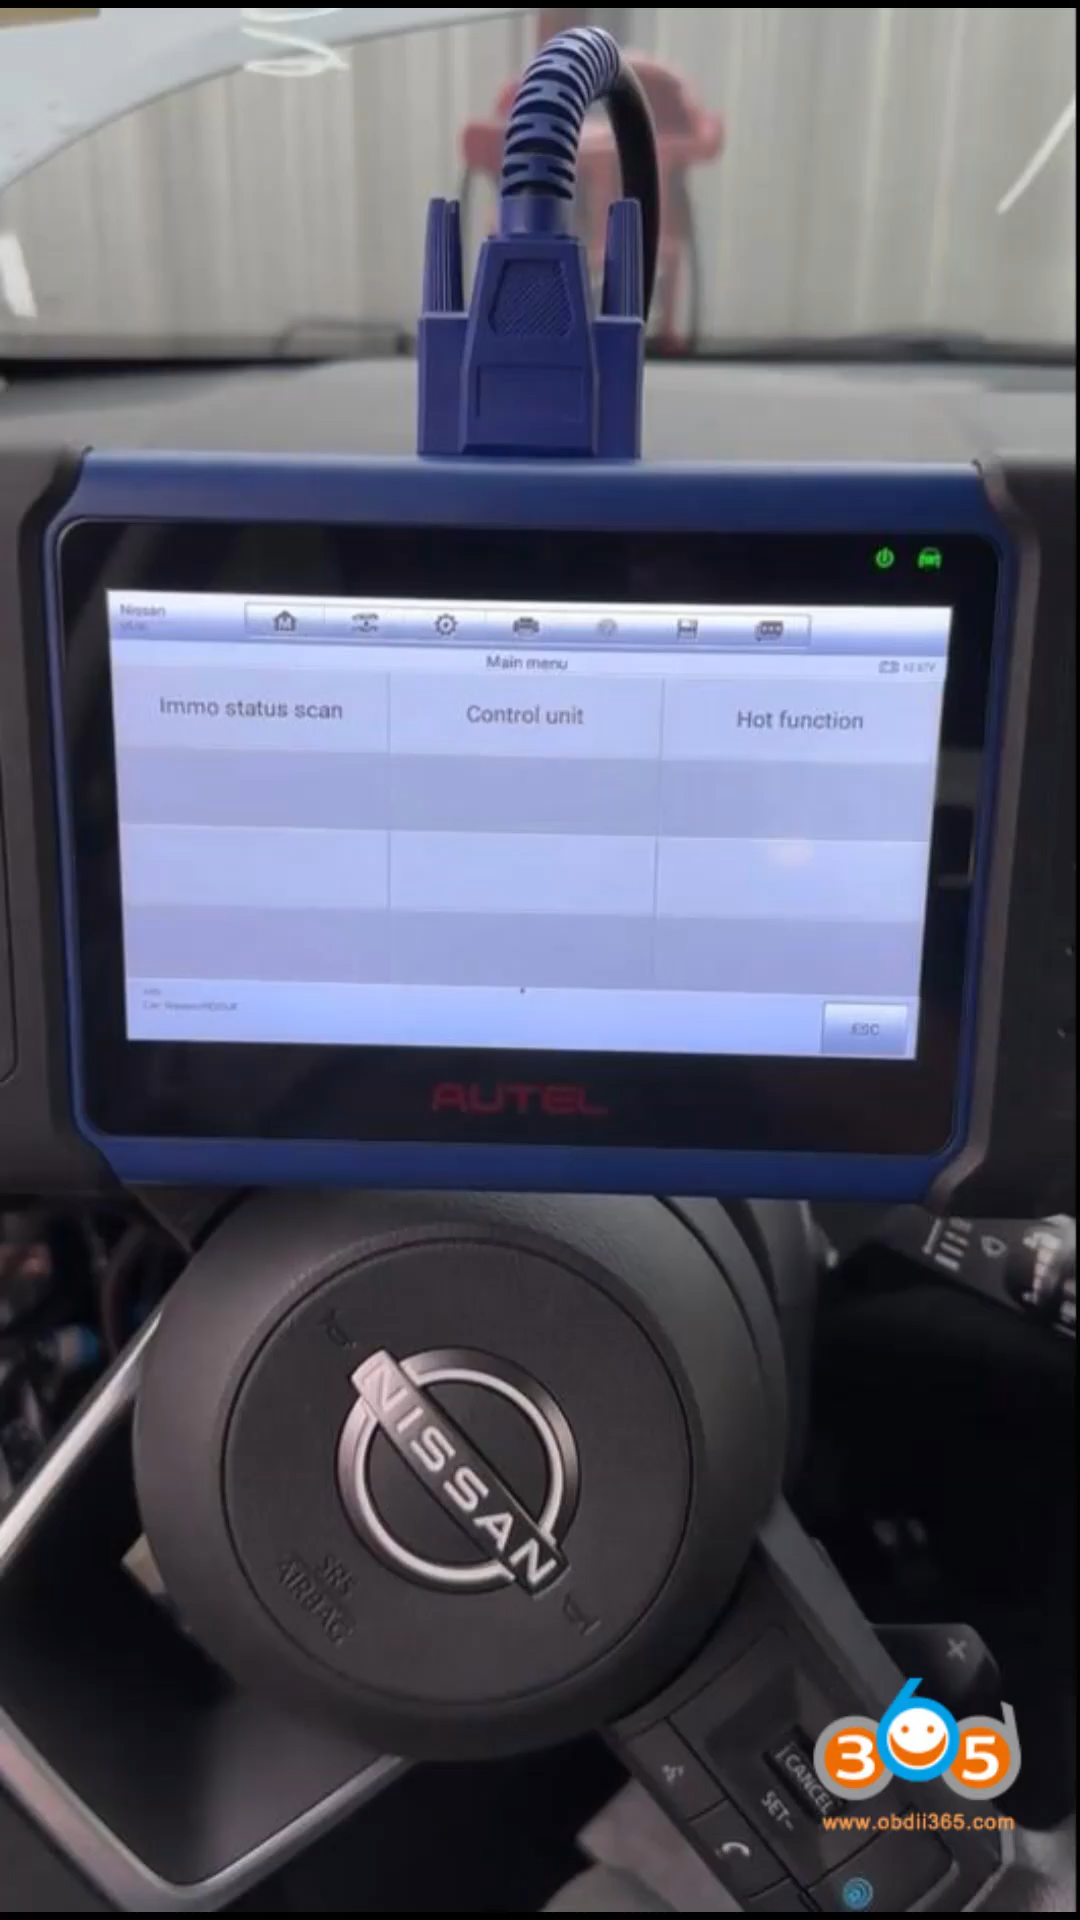 Nissan
Main menu
Immo status scan
Control unit
Hot function
ESC
AUTEL
NISSAN
SRS
AIRBAG
CANCEL
SET-
365
www.obdii365.com